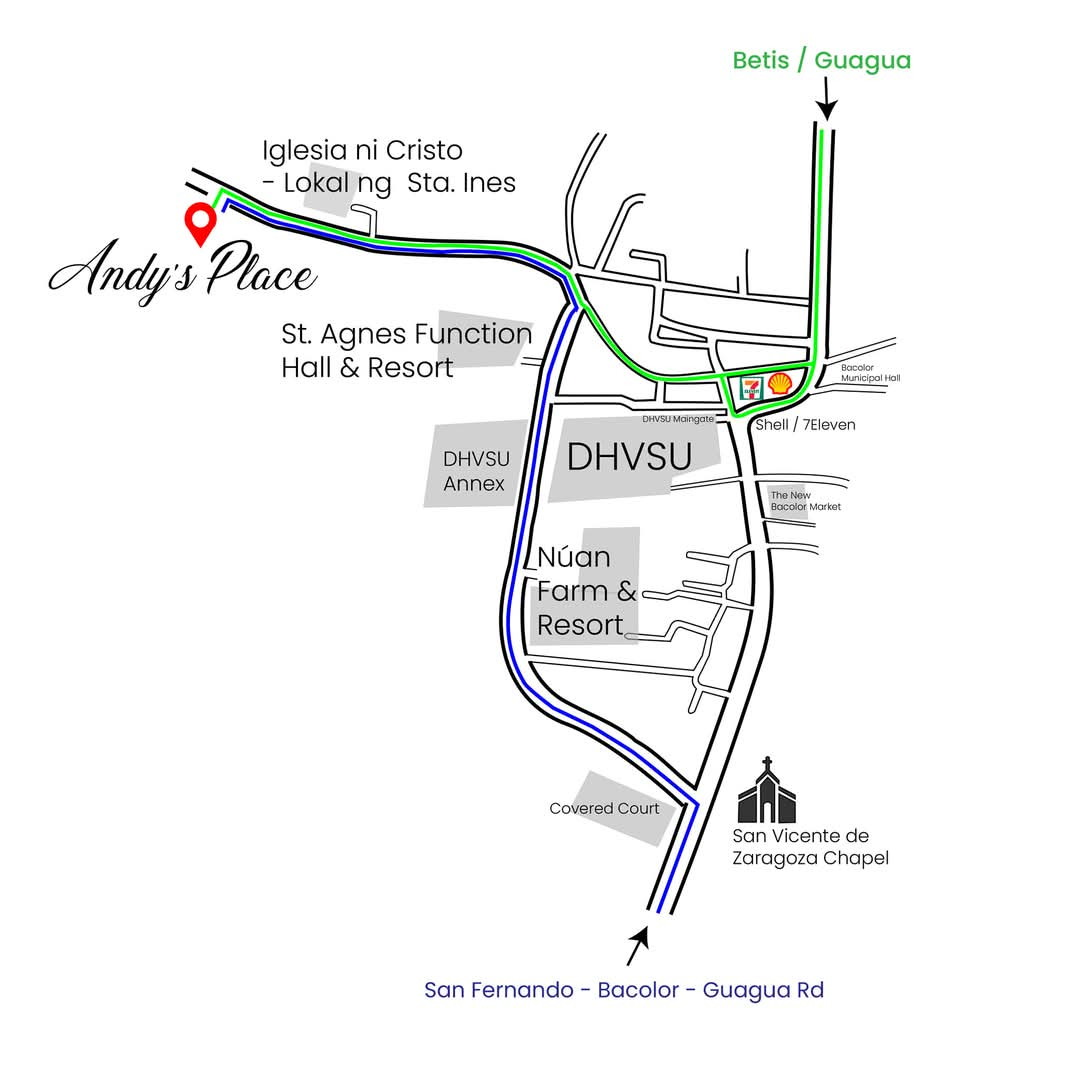 Betis / Guagua
Iglesia ni Cristo
- Lokal ng Sta. Ines
Andy's Place
St. Agnes Function
Hall & Resort
Bacolor
Municipal Hall
7
ELEVEN
DHVSU Maingate
Shell / 7Eleven
DHVSU
DHVSU
Annex
The New
Bacolor Market
Núan
Farm &
Resort
Covered Court
San Vicente de
Zaragoza Chapel
San Fernando - Bacolor - Guagua Rd